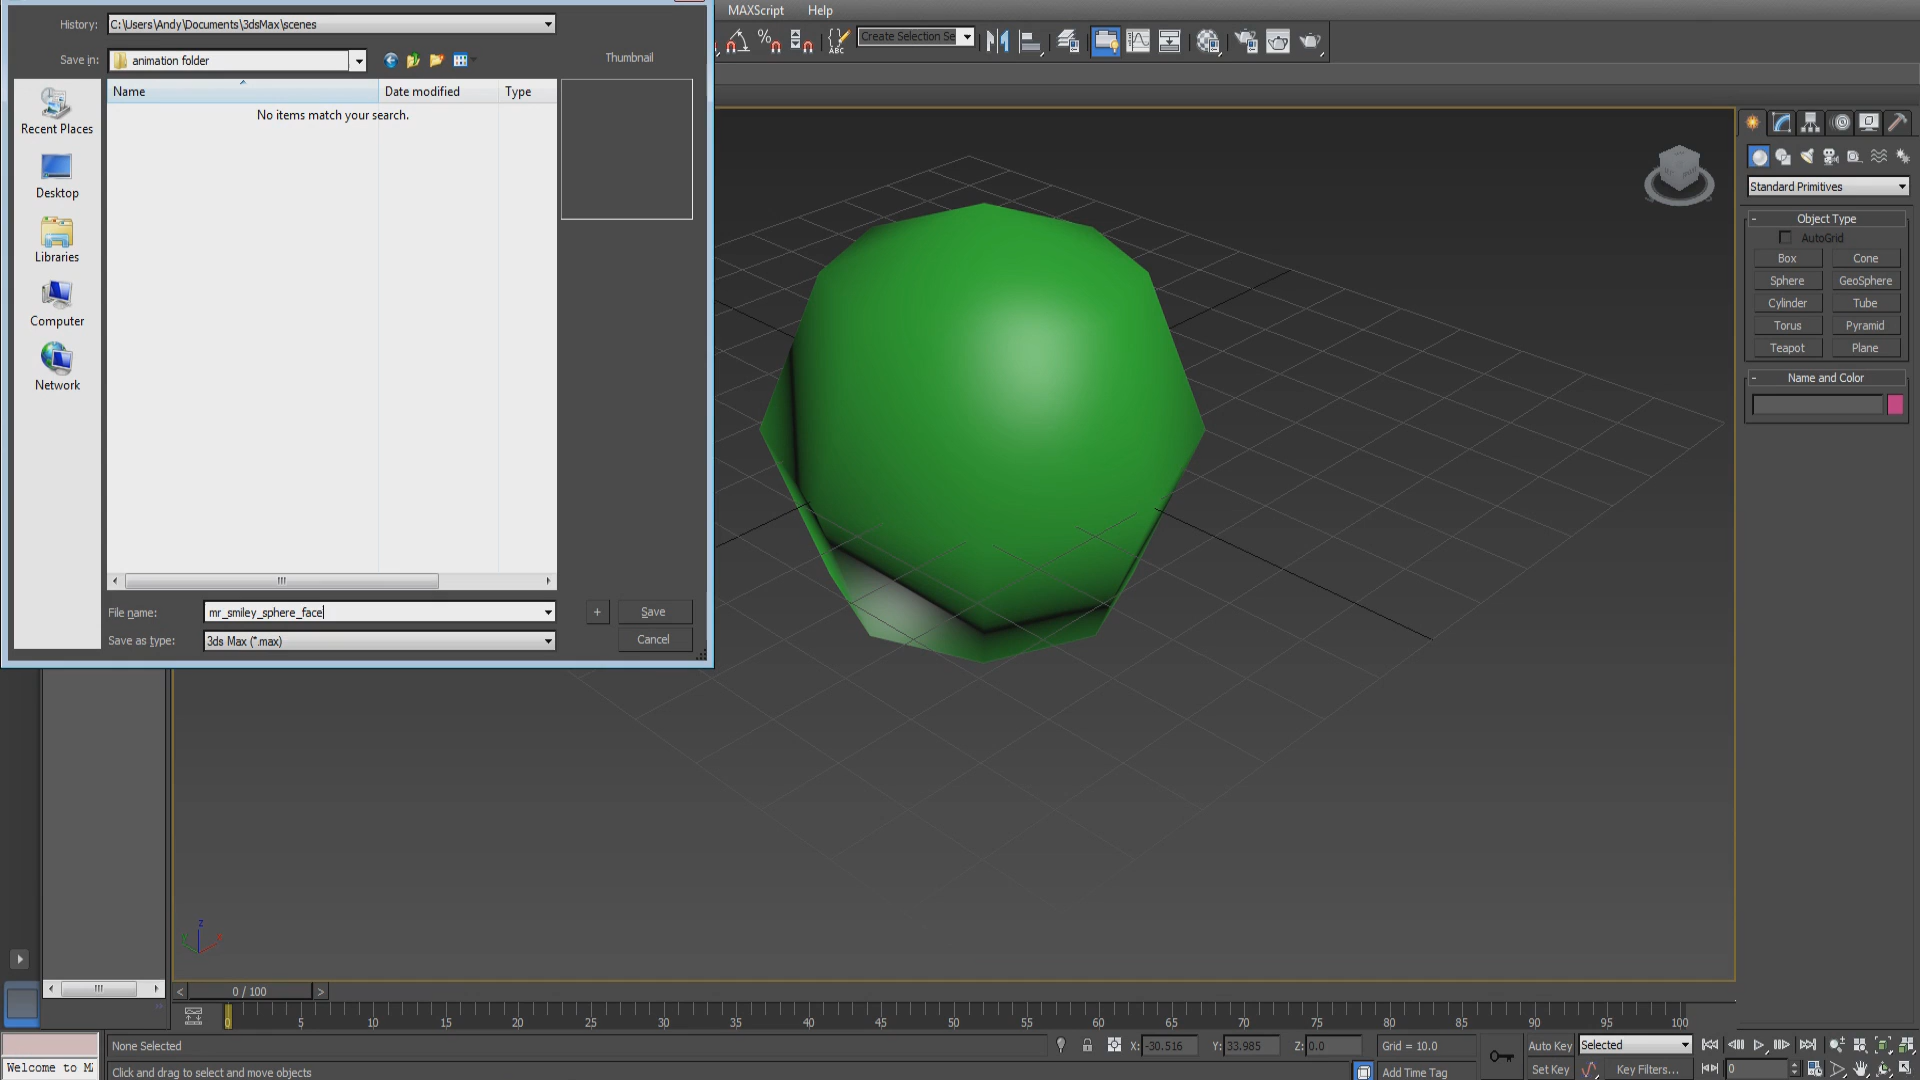 MAXScript Help
History: C:\Users\Andy\Documents\3dsMax\scenes
Create Selection Se
ABC
Save in: animation folder
Thumbnail
Name Date modified Type
No items match your search.
Recent Places
Desktop
Libraries
Computer
Network
File name: mr_smiley_sphere_face
+ Save
Save as type: 3ds Max (*.max)
Cancel
Standard Primitives
- Object Type
AutoGrid
Box Cone
Sphere GeoSphere
Cylinder Tube
Torus Pyramid
Teapot Plane
- Name and Color
z
< 0 / 100 >
0 5 10 15 20 25 30 35 40 45 50 55 60 65 70 75 80 85 90 95 100
None Selected
X: -30.516 Y: 33.985 Z: 0.0
Grid = 10.0
Auto Key Selected
Welcome to M
Click and drag to select and move objects
Add Time Tag
Set Key Key Filters...
0